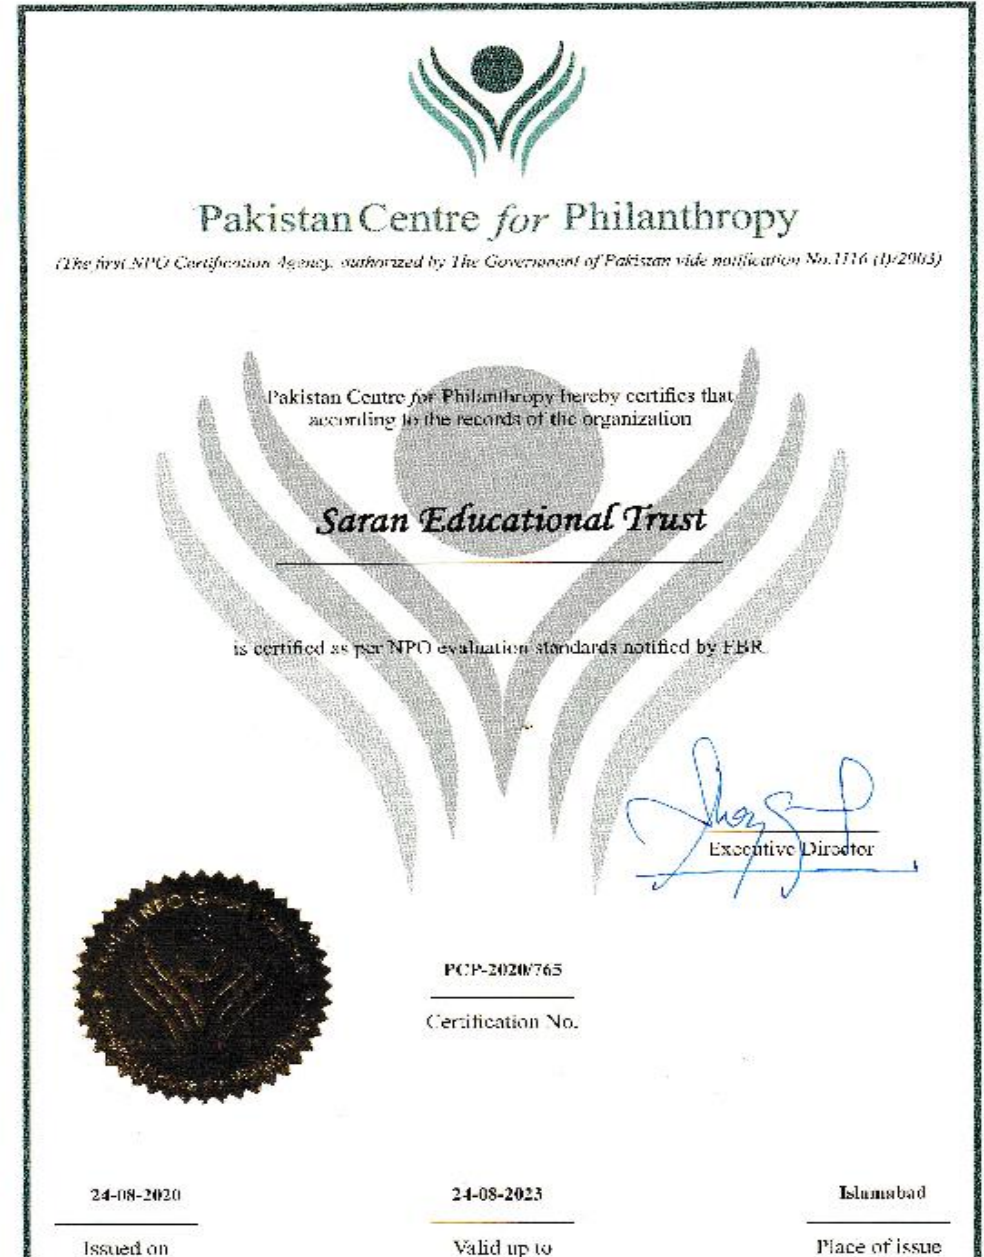 Pakistan Centre for Philanthropy
(The first NPO Certification Agency, authorized by The Government of Pakistan vide notification No.1116 (I)/2003)
Pakistan Centre for Philanthropy hereby certifies that
according to the records of the organization
Saran Educational Trust
is certified as per NPO evaluation standards notified by FBR.
Executive Director
NPO
PCP-2020/765
Certification No.
24-08-2020 24-08-2023 Islamabad
Issued on Valid up to Place of issue